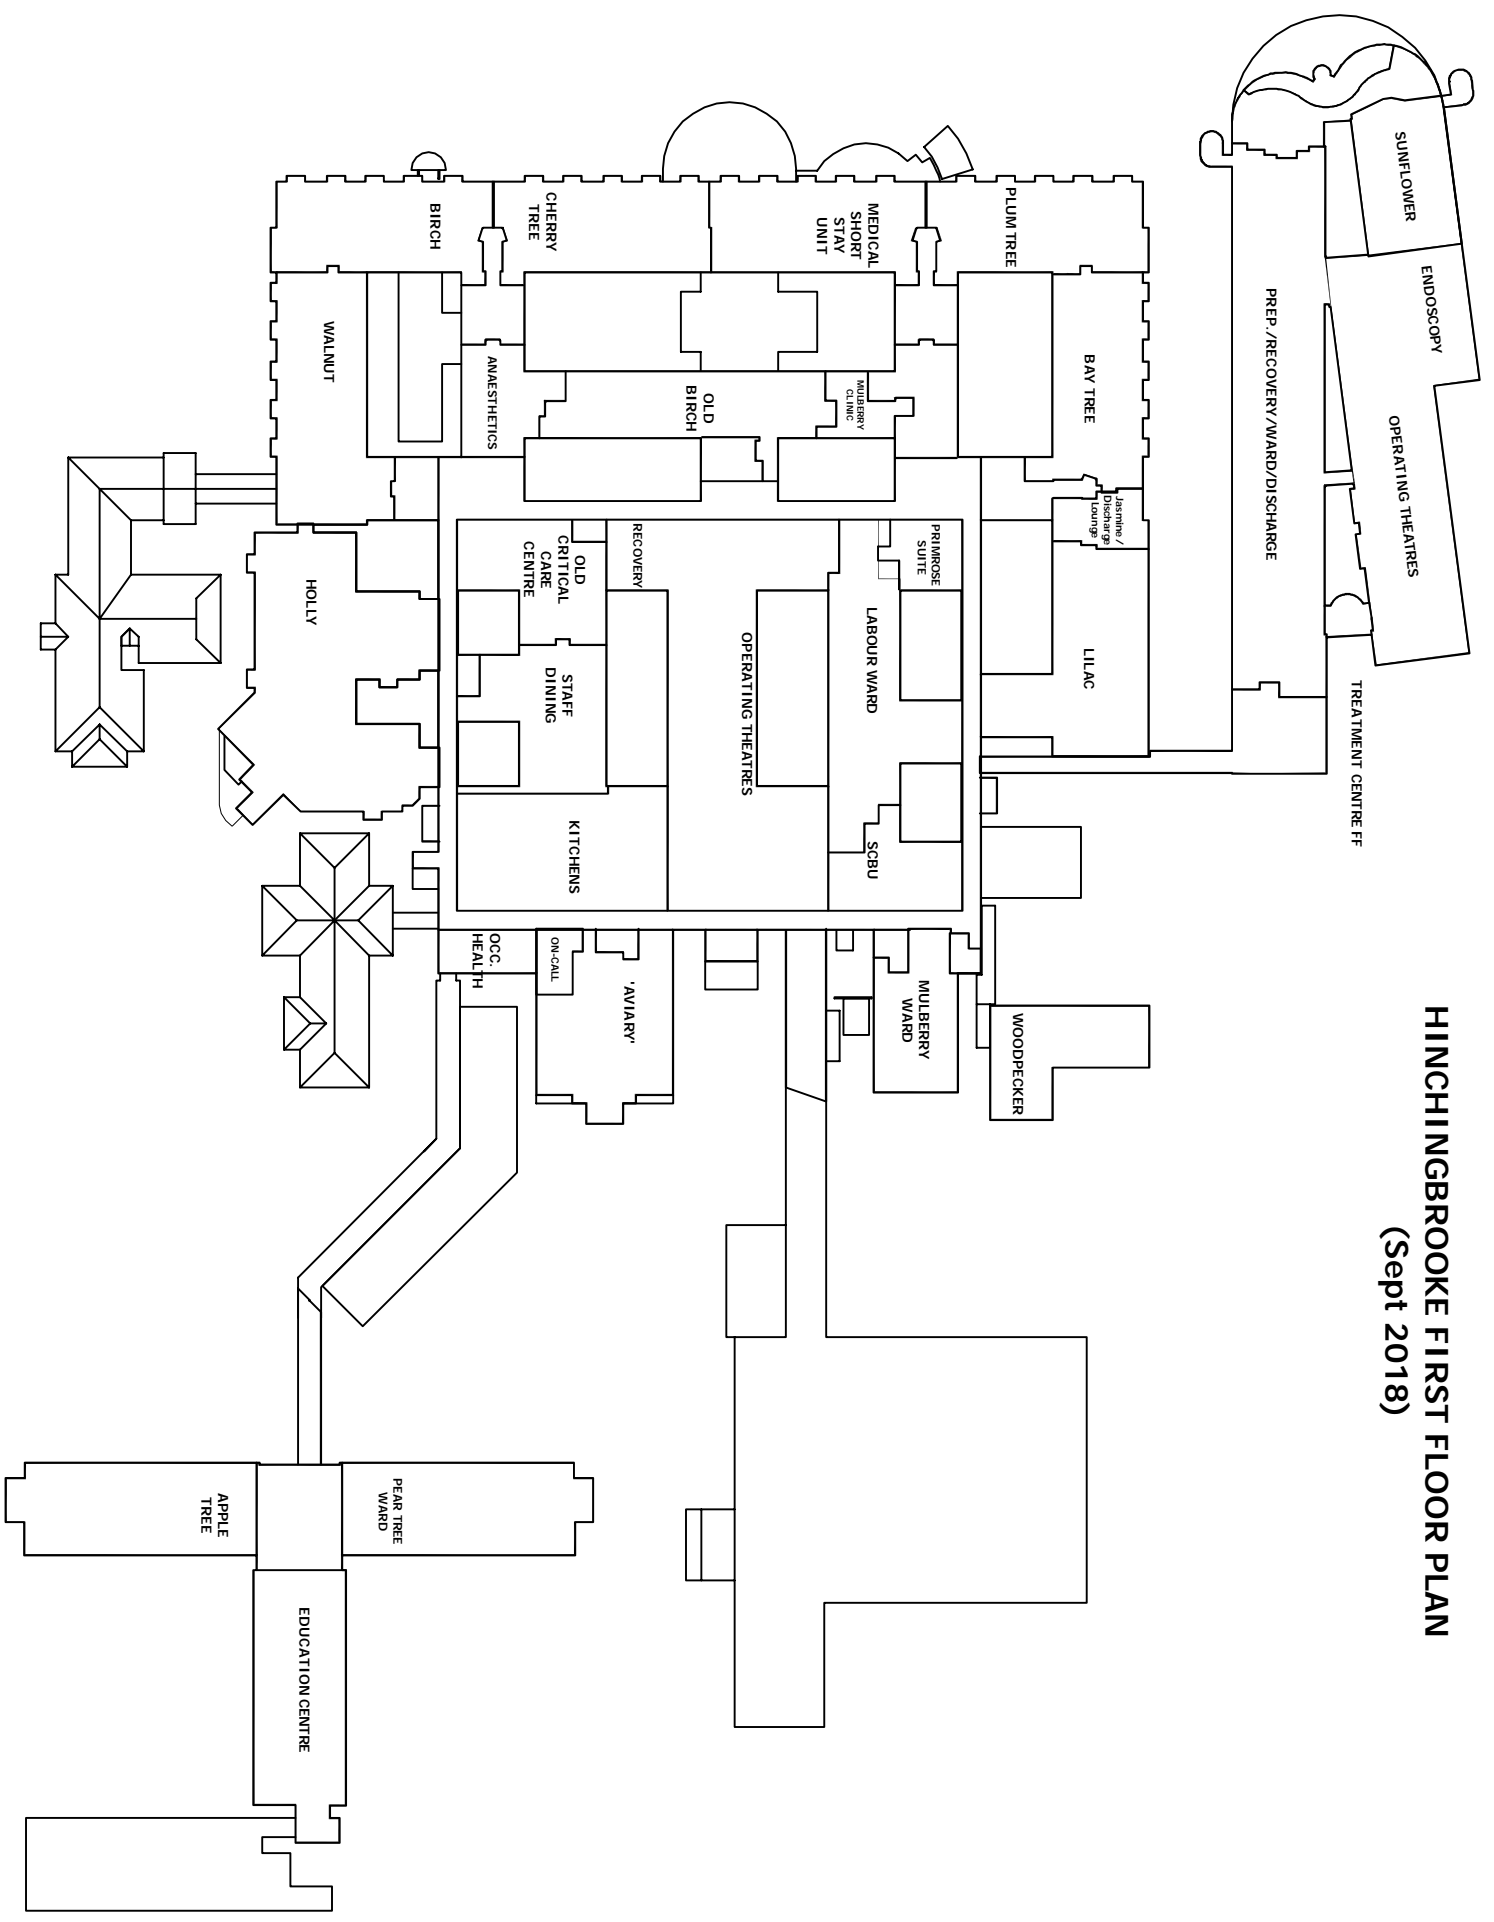 HINCHINGBROOKE FIRST FLOOR PLAN
(Sept 2018)
SUNFLOWER
ENDOSCOPY
OPERATING THEATRES
PREP./RECOVERY/WARD/DISCHARGE
TREATMENT CENTRE FF
PLUM TREE
MEDICAL
SHORT
STAY
UNIT
CHERRY
TREE
BIRCH
WALNUT
ANAESTHETICS
OLD
BIRCH
MULBERRY
CLINIC
BAY TREE
Jasmine /
Discharge
Lounge
LILAC
PRIMROSE
SUITE
LABOUR WARD
SCBU
OPERATING THEATRES
RECOVERY
OLD
CRITICAL
CARE
CENTRE
STAFF
DINING
KITCHENS
HOLLY
OCC.
HEALTH
ON-CALL
'AVIARY'
MULBERRY
WARD
WOODPECKER
PEAR TREE
WARD
APPLE
TREE
EDUCATION CENTRE